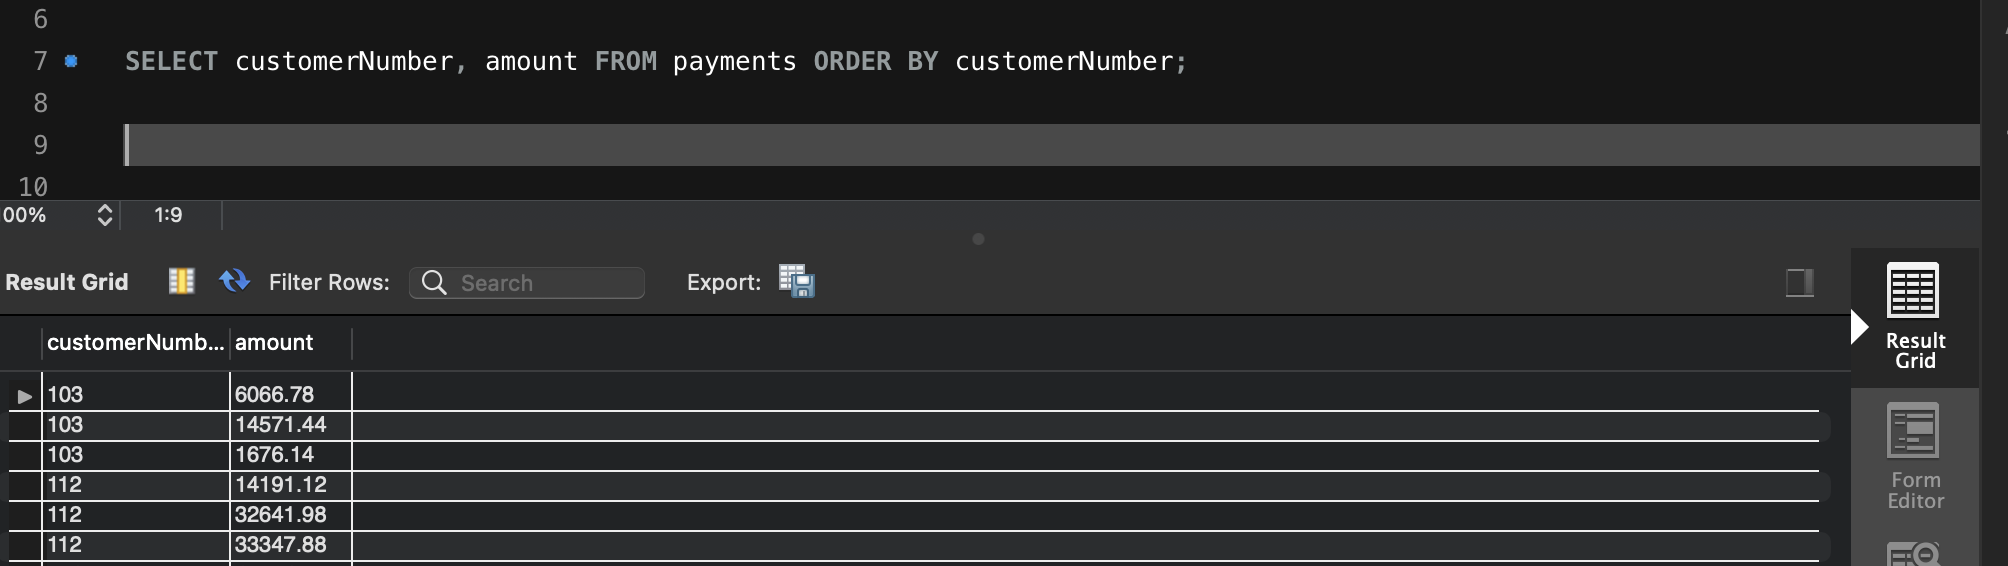 6
7 SELECT customerNumber, amount FROM payments ORDER BY customerNumber;
8
9
10
00% 1:9
Result Grid Filter Rows: Search Export:
customerNumb... amount
103 6066.78
103 14571.44
103 1676.14
112 14191.12
112 32641.98
112 33347.88
Result
Grid
Form
Editor